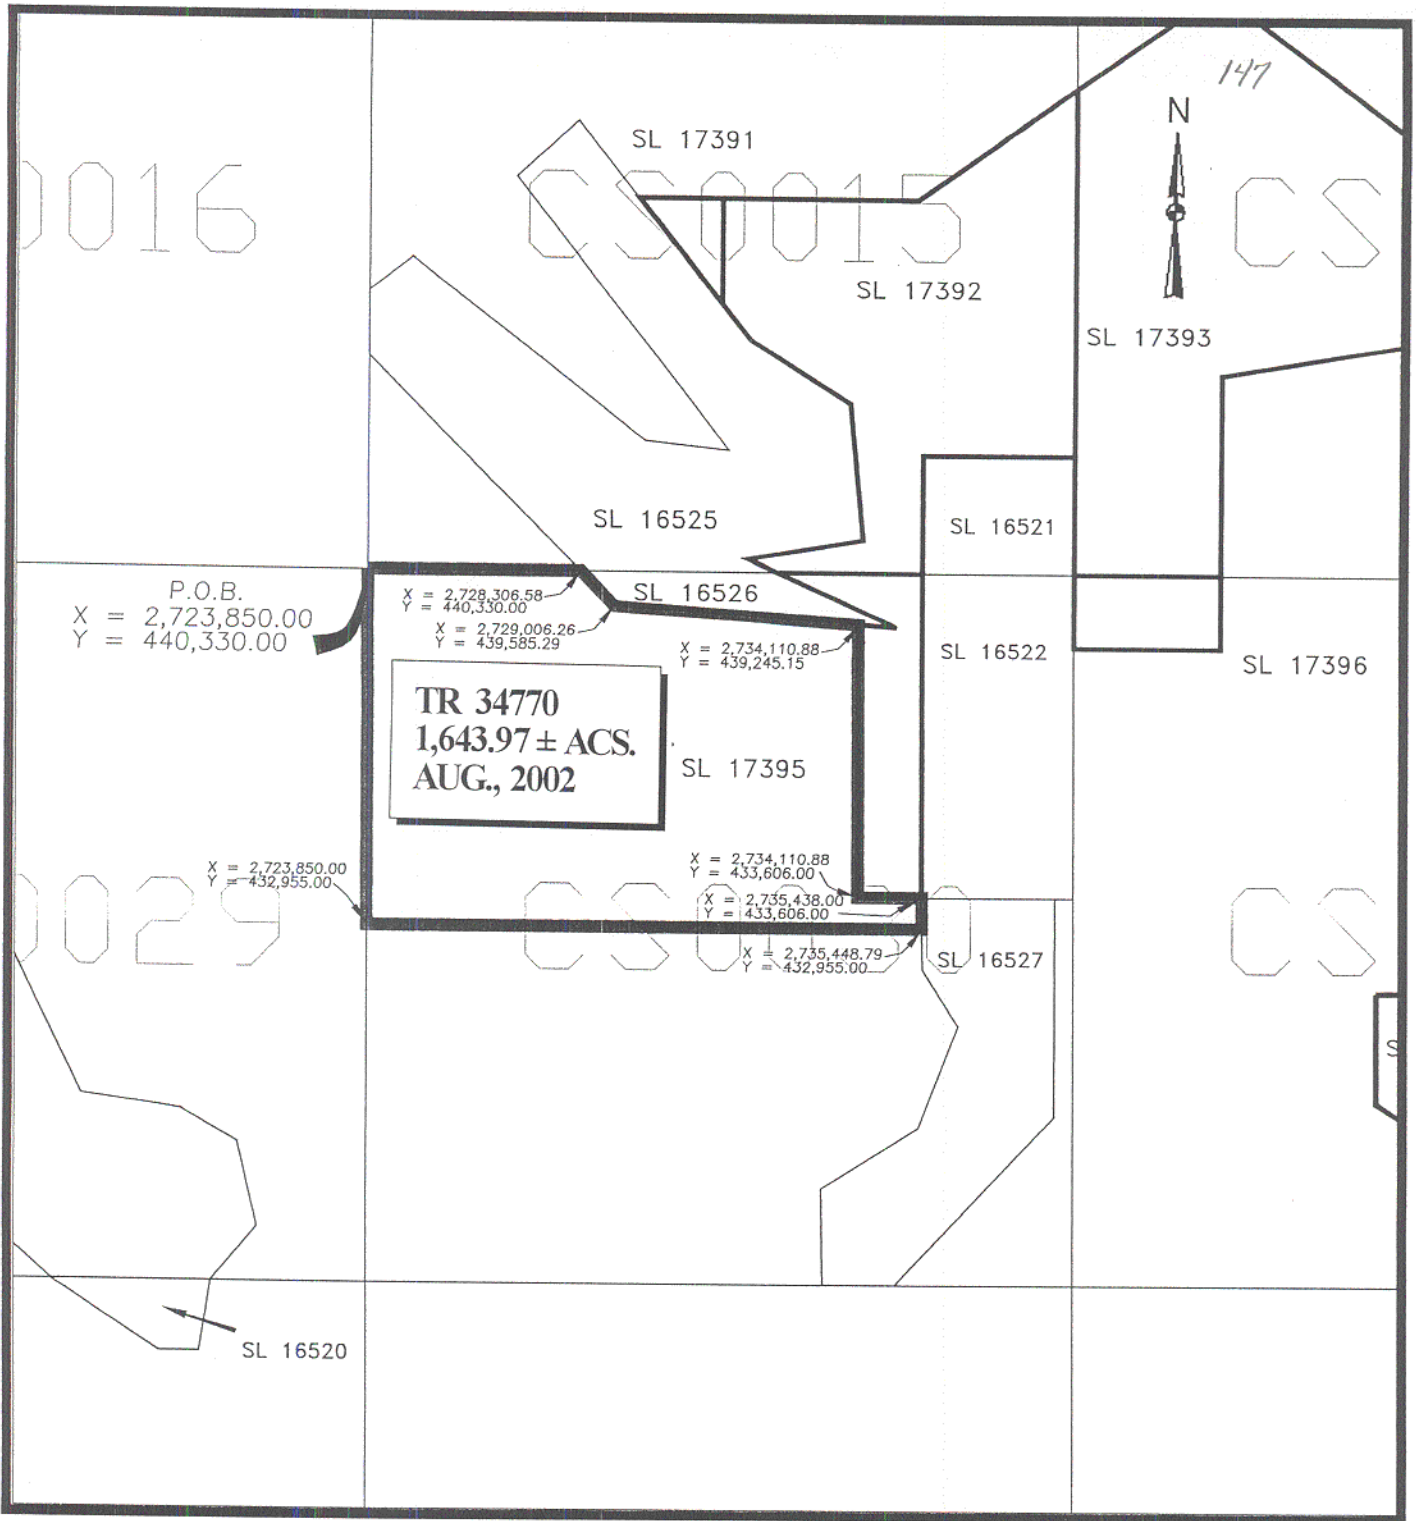 147
N
SL 17391
0016
CS0015
CS
SL 17392
SL 17393
SL 16525
SL 16521
P.O.B.
X = 2,723,850.00
Y = 440,330.00
X = 2,728,306.58
Y = 440,330.00
SL 16526
X = 2,729,006.26
Y = 439,585.29
X = 2,734,110.88
Y = 439,245.15
SL 16522
SL 17396
TR 34770
1,643.97 ± ACS.
AUG., 2002
SL 17395
X = 2,723,850.00
Y = 432,955.00
X = 2,734,110.88
Y = 433,606.00
X = 2,735,438.00
Y = 433,606.00
0029
CS0030
CS
X = 2,735,448.79
Y = 432,955.00
SL 16527
S
SL 16520